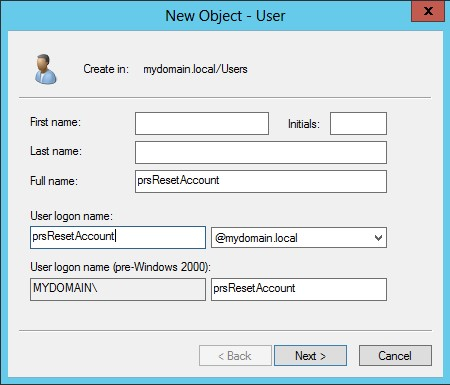 New Object - User
x
Create in: mydomain.local/Users
First name: Initials:
Last name:
Full name: prsResetAccount
User logon name:
prsResetAccount @mydomain.local
User logon name (pre-Windows 2000):
MYDOMAIN\ prsResetAccount
< Back Next > Cancel